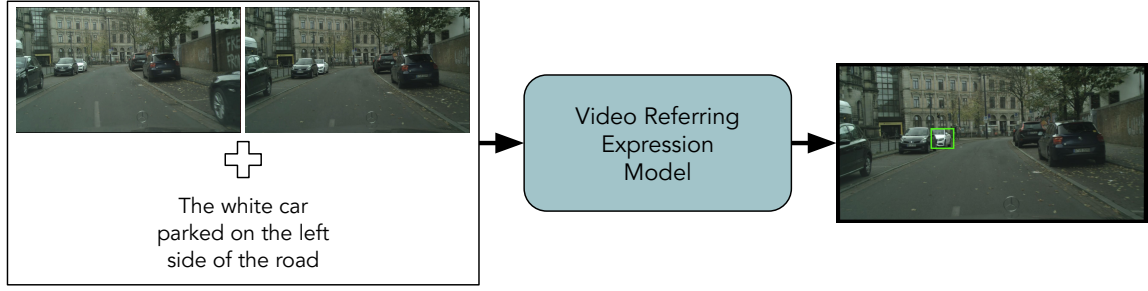 The white car
parked on the left
side of the road
Video Referring
Expression
Model